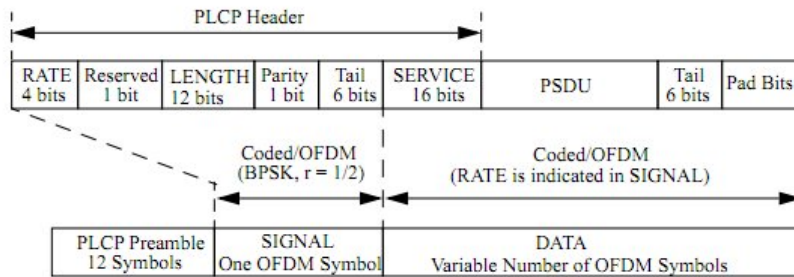 PLCP Header
RATE Reserved LENGTH Parity Tail SERVICE PSDU Tail Pad Bits
4 bits 1 bit 12 bits 1 bit 6 bits 16 bits 6 bits
Coded/OFDM Coded/OFDM
(BPSK, r = 1/2) (RATE is indicated in SIGNAL)
PLCP Preamble SIGNAL DATA
12 Symbols One OFDM Symbol Variable Number of OFDM Symbols